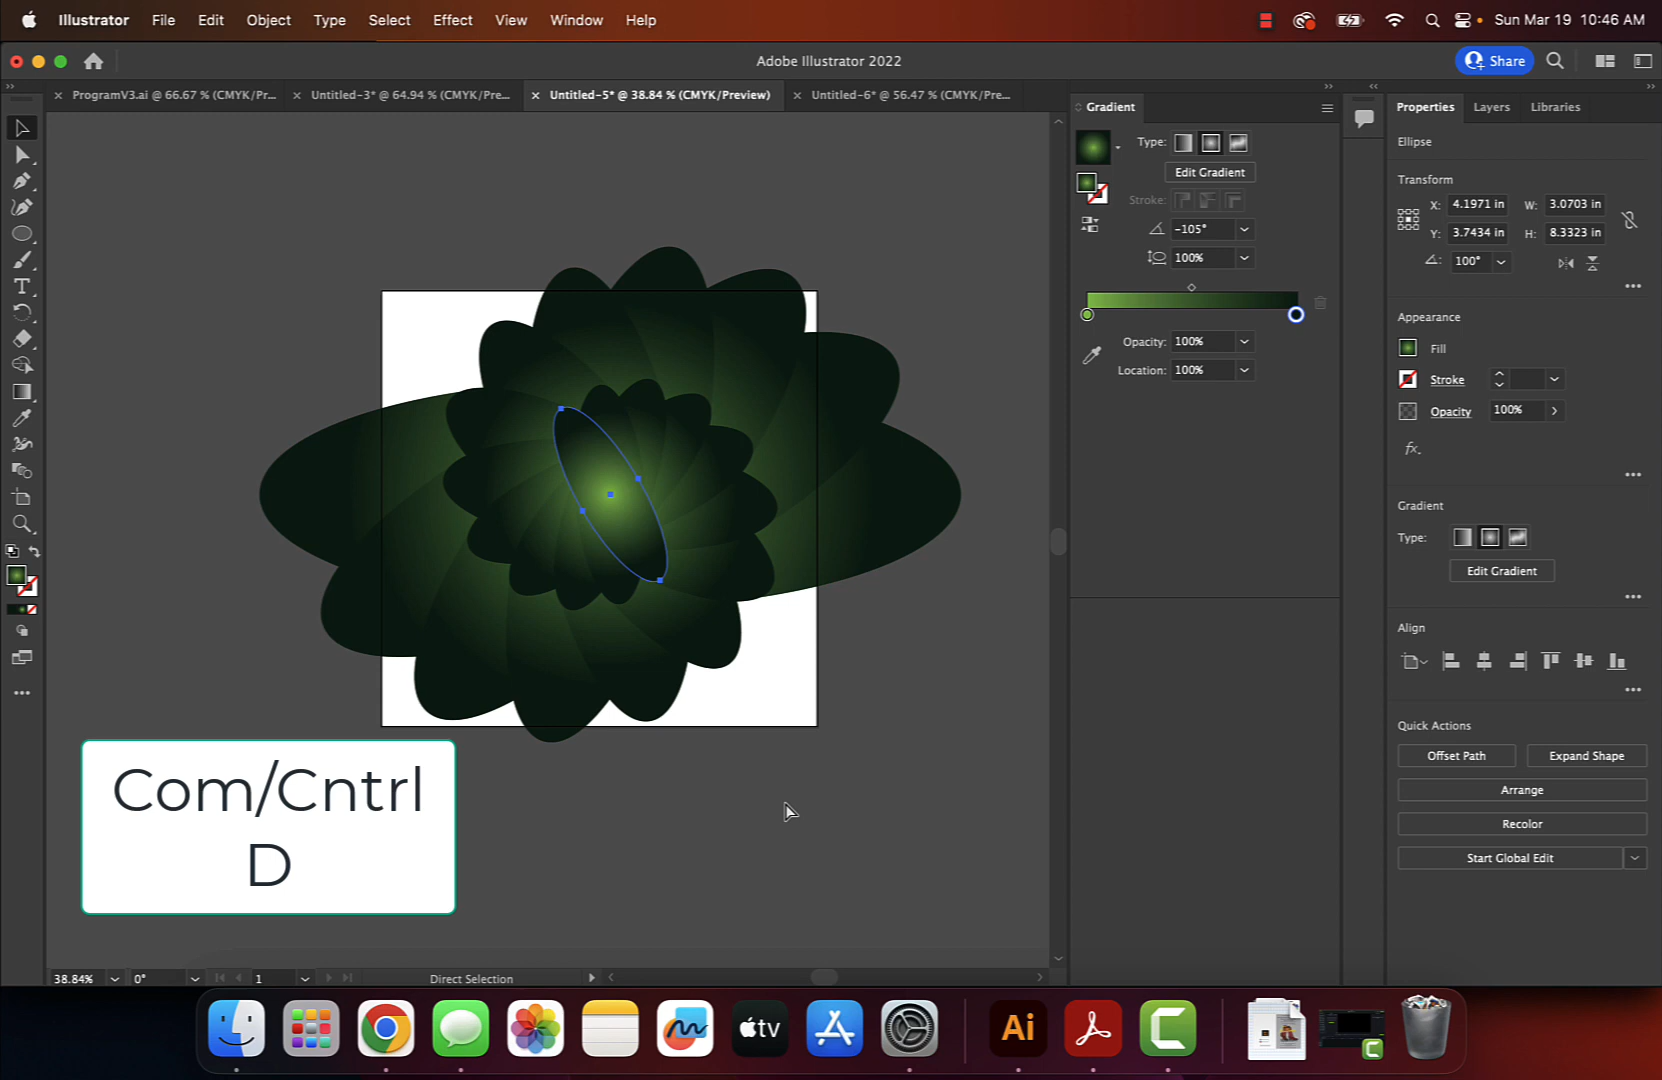 Illustrator File Edit Object Type Select Effect View Window Help
Sun Mar 19 10:46 AM
Adobe Illustrator 2022
Share
ProgramV3.ai @ 66.67 % (CMYK/Pr...
Untitled-3* @ 64.94 % (CMYK/Pre...
Untitled-5* @ 38.84 % (CMYK/Preview)
Untitled-6* @ 56.47 % (CMYK/Pre...
Gradient
Type:
Edit Gradient
Stroke:
-105°
100%
Opacity: 100%
Location: 100%
Properties Layers Libraries
Ellipse
Transform
X: 4.1971 in W: 3.0703 in
Y: 3.7434 in H: 8.3323 in
100°
Appearance
Fill
Stroke
Opacity 100%
fx.
Gradient
Type:
Edit Gradient
Align
Quick Actions
Offset Path Expand Shape
Arrange
Recolor
Start Global Edit
Com/Cntrl
D
38.84% 0° 1 Direct Selection
tv
Ai